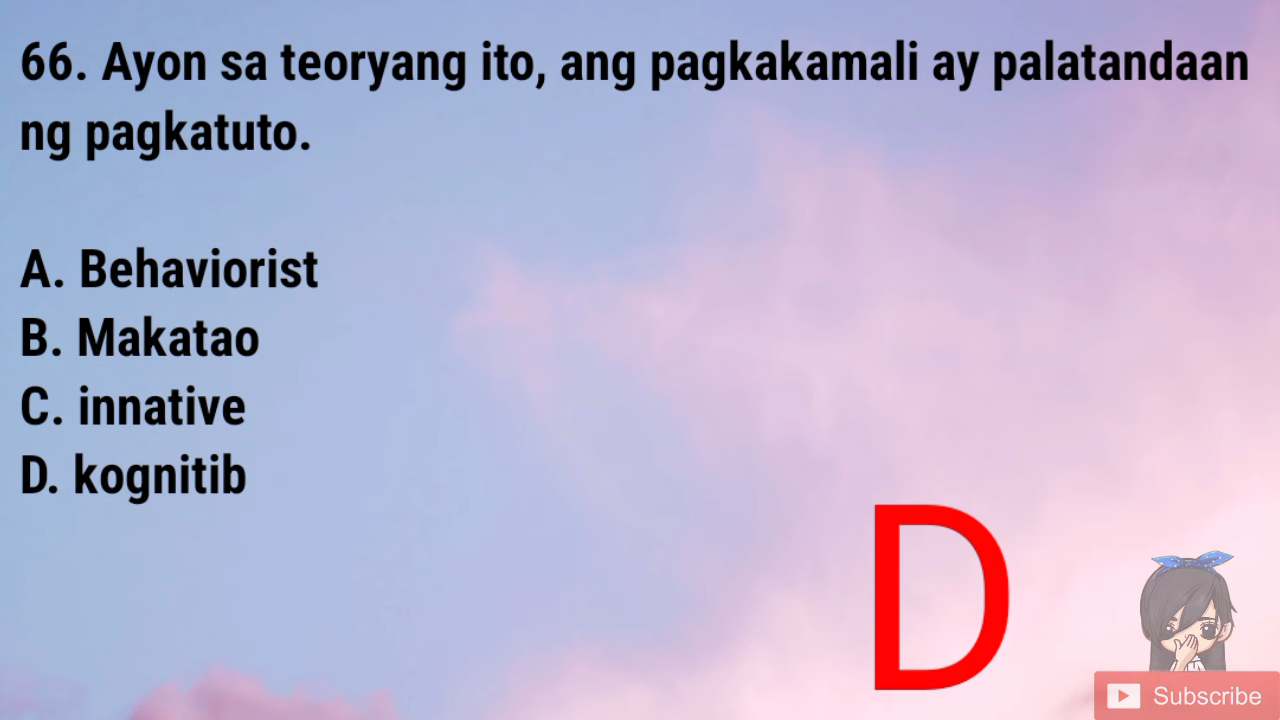 66. Ayon sa teoryang ito, ang pagkakamali ay palatandaan
ng pagkatuto.
A. Behaviorist
B. Makatao
C. innative
D. kognitib
D
Subscribe